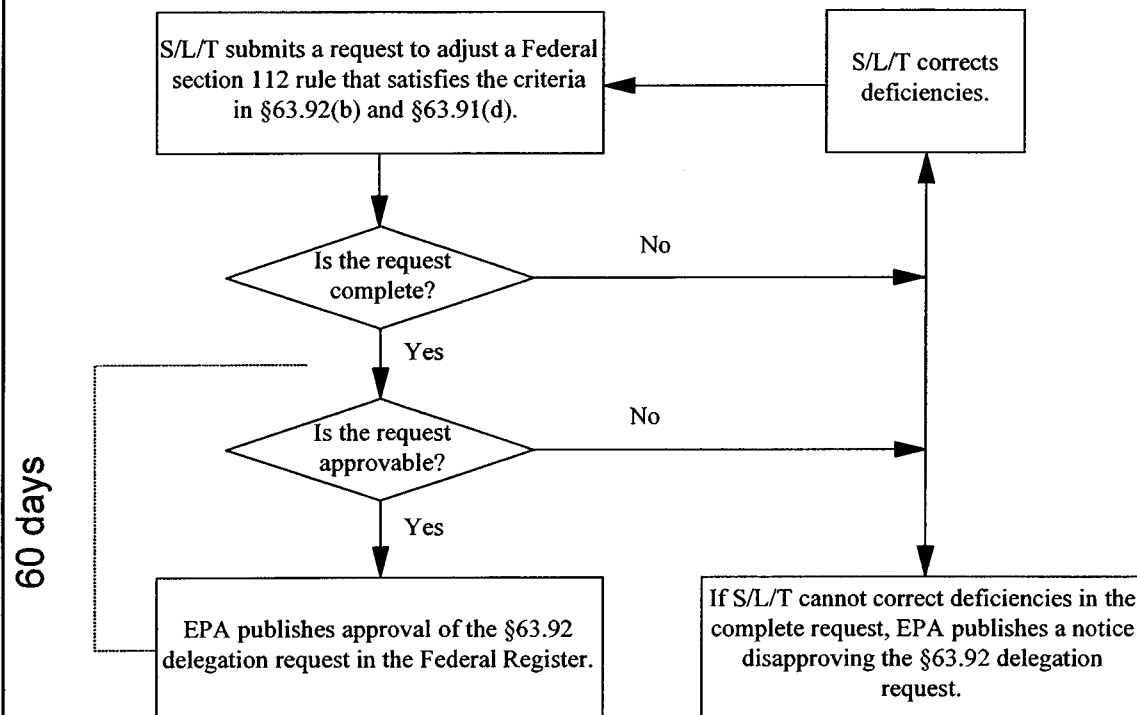 S/L/T submits a request to adjust a Federal
section 112 rule that satisfies the criteria
in §63.92(b) and §63.91(d).
S/L/T corrects
deficiencies.
Is the request
complete?
No
Yes
Is the request
approvable?
No
Yes
60 days
EPA publishes approval of the §63.92
delegation request in the Federal Register.
If S/L/T cannot correct deficiencies in the
complete request, EPA publishes a notice
disapproving the §63.92 delegation
request.